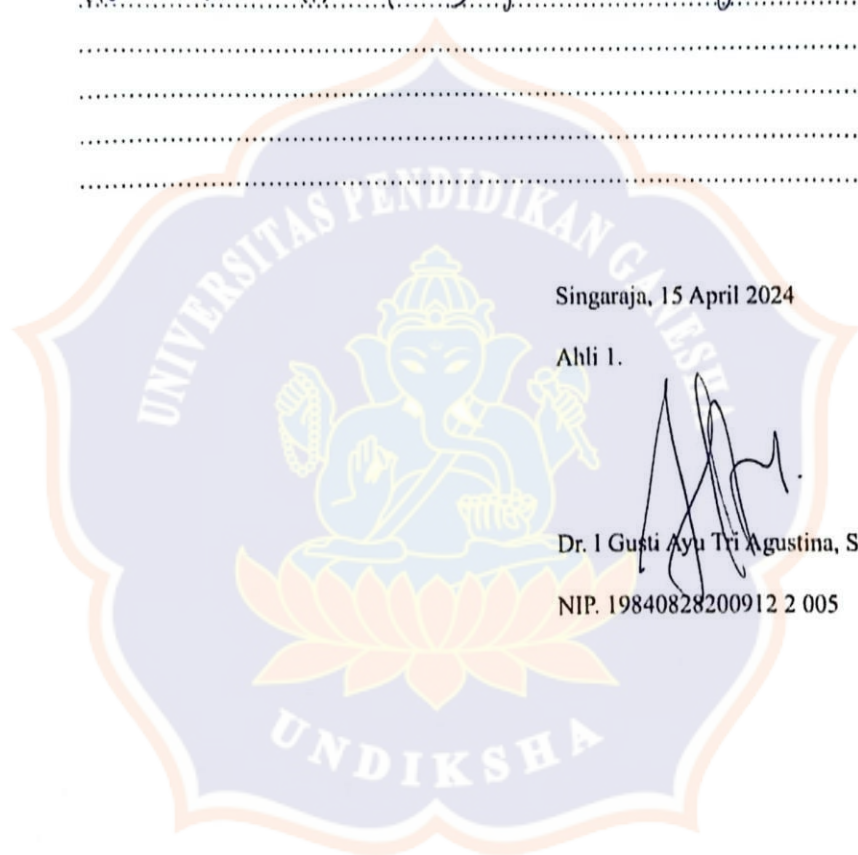 UNIVERSITAS PENDIDIKAN GANESHA
Singaraja, 15 April 2024
Ahli 1.
Dr. I Gusti Ayu Tri Agustina, S
NIP. 19840828200912 2 005
UNDIKSHA